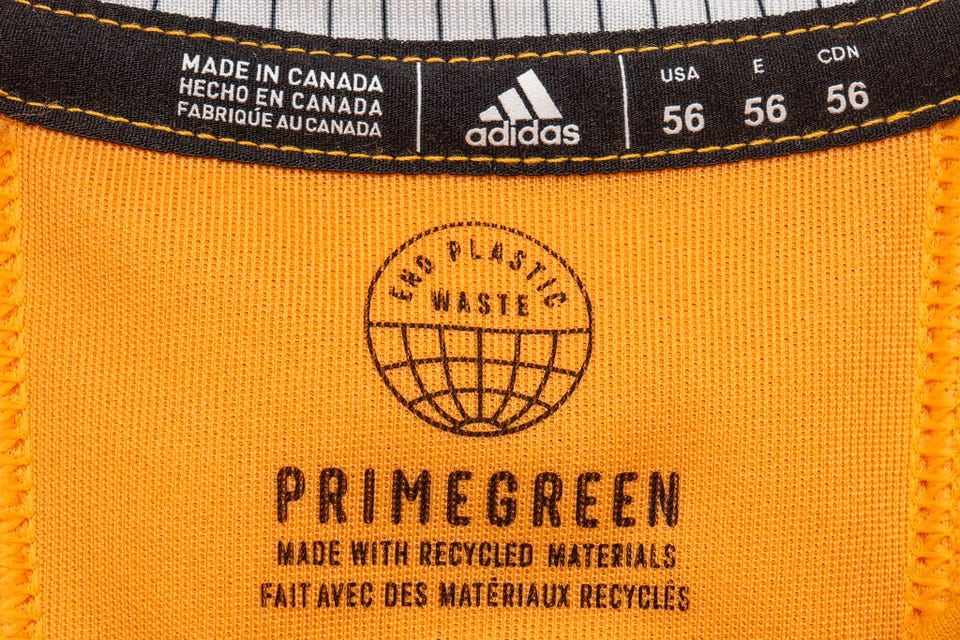 MADE IN CANADA
HECHO EN CANADA
FABRIQUE AU CANADA
adidas
USA E CDN
56 56 56
END PLASTIC
WASTE
PRIMEGREEN
MADE WITH RECYCLED MATERIALS
FAIT AVEC DES MATÉRIAUX RECYCLÉS